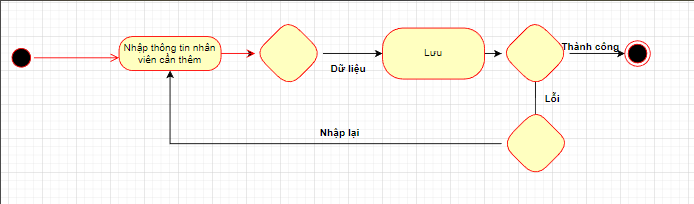 Nhập thông tin nhân
viên cần thêm
Dữ liệu
Lưu
Thành công
Lỗi
Nhập lại